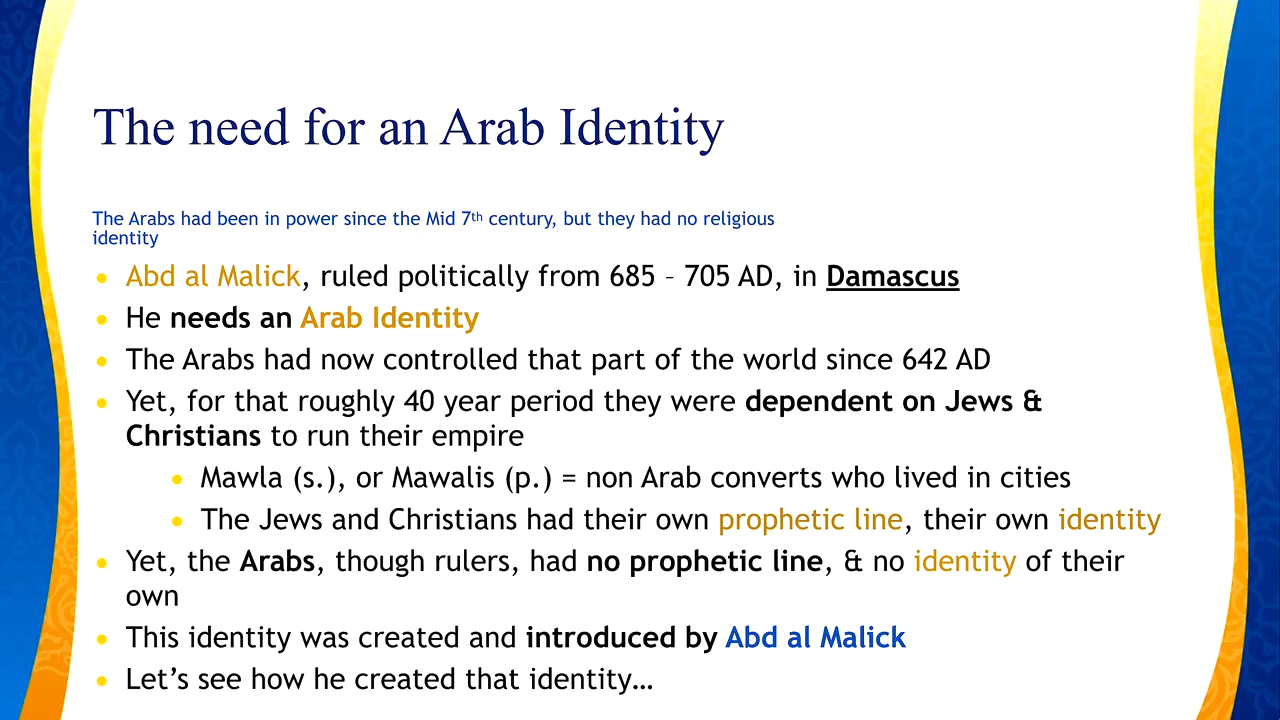 The need for an Arab Identity
The Arabs had been in power since the Mid 7th century, but they had no religious
identity
• Abd al Malick, ruled politically from 685 – 705 AD, in Damascus
• He needs an Arab Identity
• The Arabs had now controlled that part of the world since 642 AD
• Yet, for that roughly 40 year period they were dependent on Jews &
Christians to run their empire
• Mawla (s.), or Mawalis (p.) = non Arab converts who lived in cities
• The Jews and Christians had their own prophetic line, their own identity
• Yet, the Arabs, though rulers, had no prophetic line, & no identity of their
own
• This identity was created and introduced by Abd al Malick
• Let’s see how he created that identity…